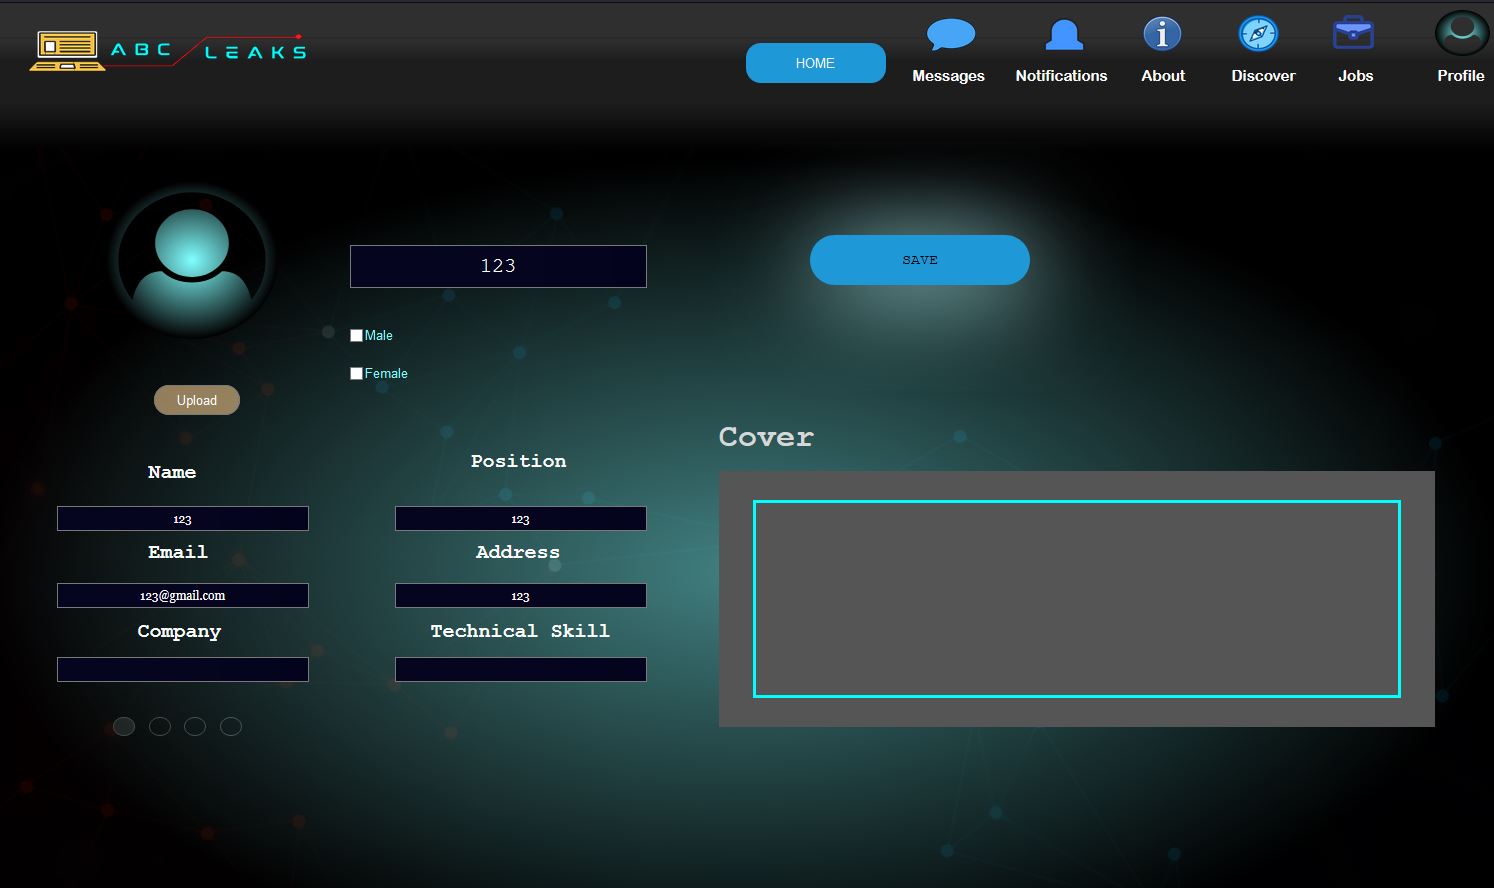 ABC LEAKS
HOME
Messages
Notifications
About
Discover
Jobs
Profile
123
SAVE
Male
Female
Upload
Cover
Name
Position
123
123
Email
Address
123@gmail.com
123
Company
Technical Skill